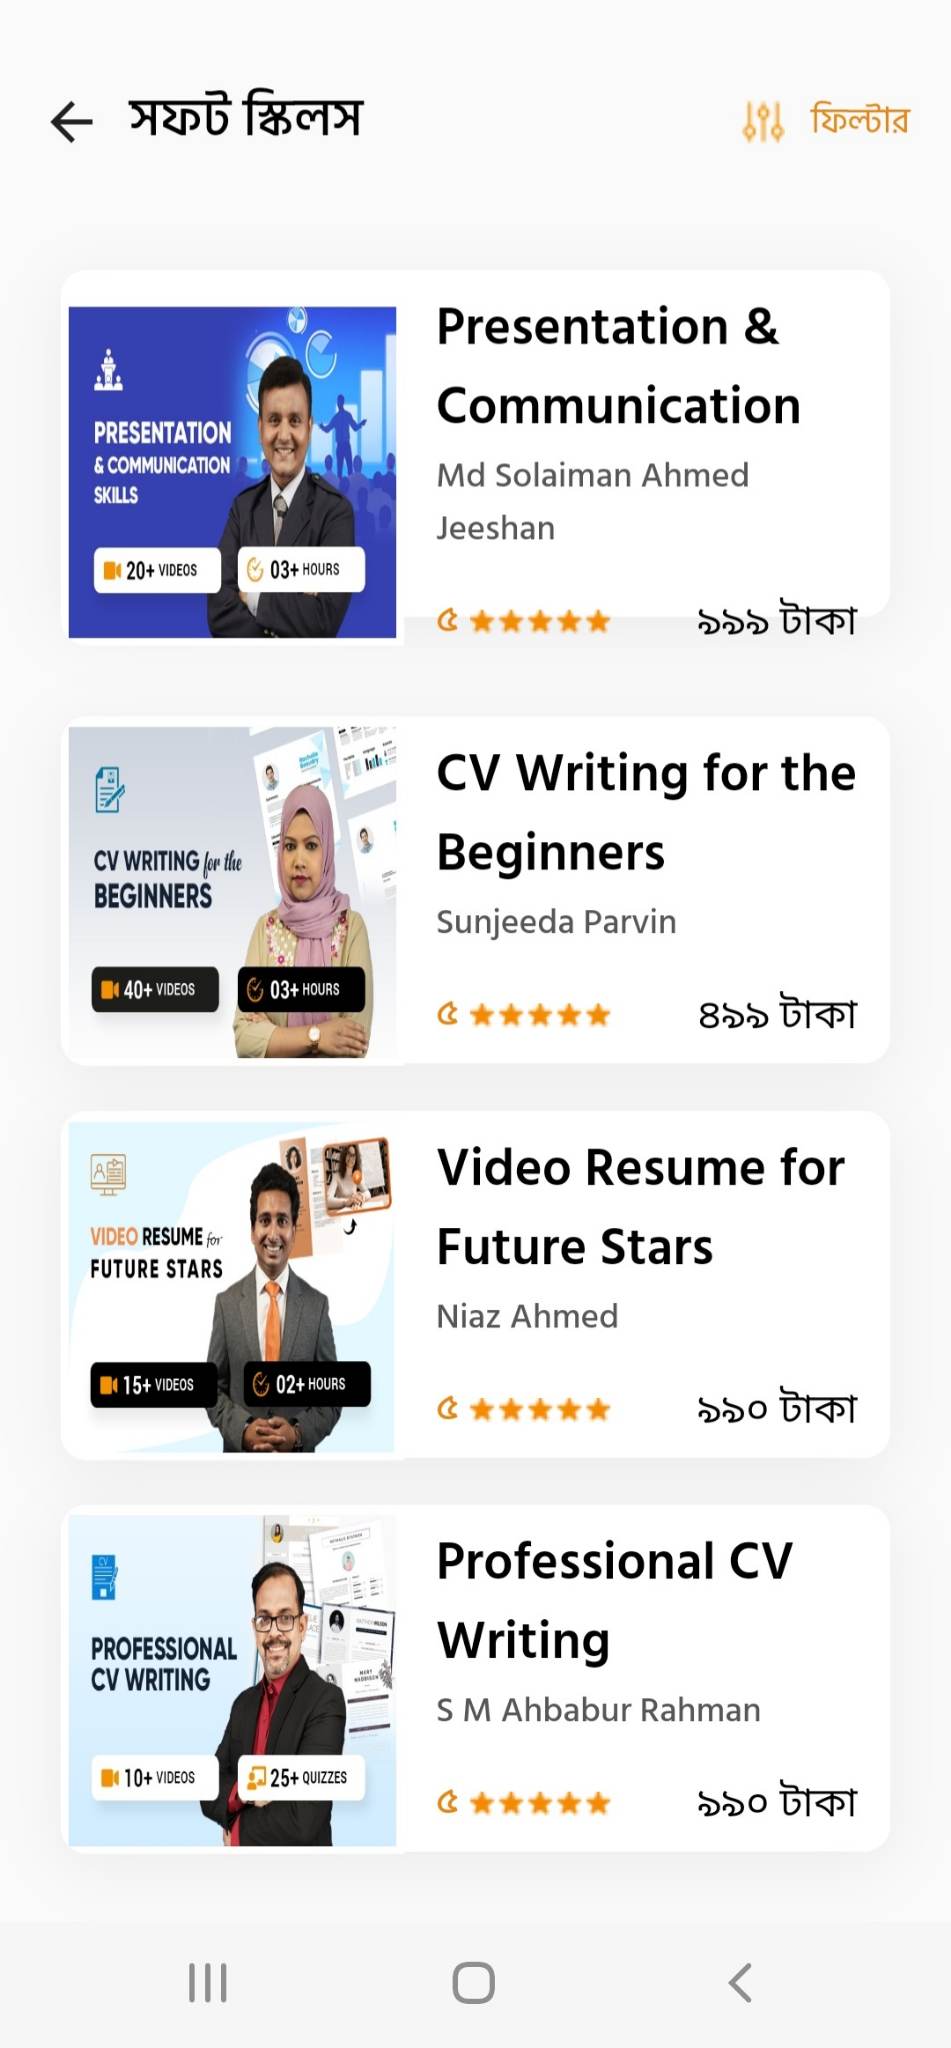 সফট স্কিলস
ফিল্টার
PRESENTATION
& COMMUNICATION
SKILLS
20+ VIDEOS
03+ HOURS
Presentation &
Communication
Md Solaiman Ahmed
Jeeshan
৫
৯৯৯ টাকা
CV WRITING for the
BEGINNERS
40+ VIDEOS
03+ HOURS
CV Writing for the
Beginners
Sunjeeda Parvin
৫
৪৯৯ টাকা
VIDEO RESUME for
FUTURE STARS
15+ VIDEOS
02+ HOURS
Video Resume for
Future Stars
Niaz Ahmed
৫
৯৯০ টাকা
CV
PROFESSIONAL
CV WRITING
10+ VIDEOS
25+ QUIZZES
Professional CV
Writing
S M Ahbabur Rahman
৫
৯৯০ টাকা